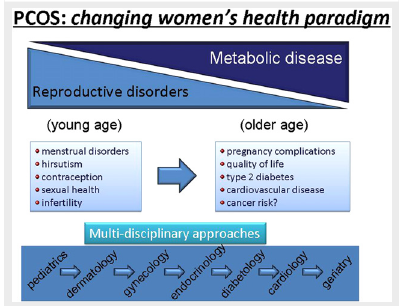 PCOS: changing women's health paradigm
Metabolic disease
Reproductive disorders
(young age)
(older age)
menstrual disorders
hirsutism
contraception
sexual health
infertility
pregnancy complications
quality of life
type 2 diabetes
cardiovascular disease
cancer risk?
Multi-disciplinary approaches
pediatrics
dermatology
gynecology
endocrinology
diabetology
cardiology
geriatry